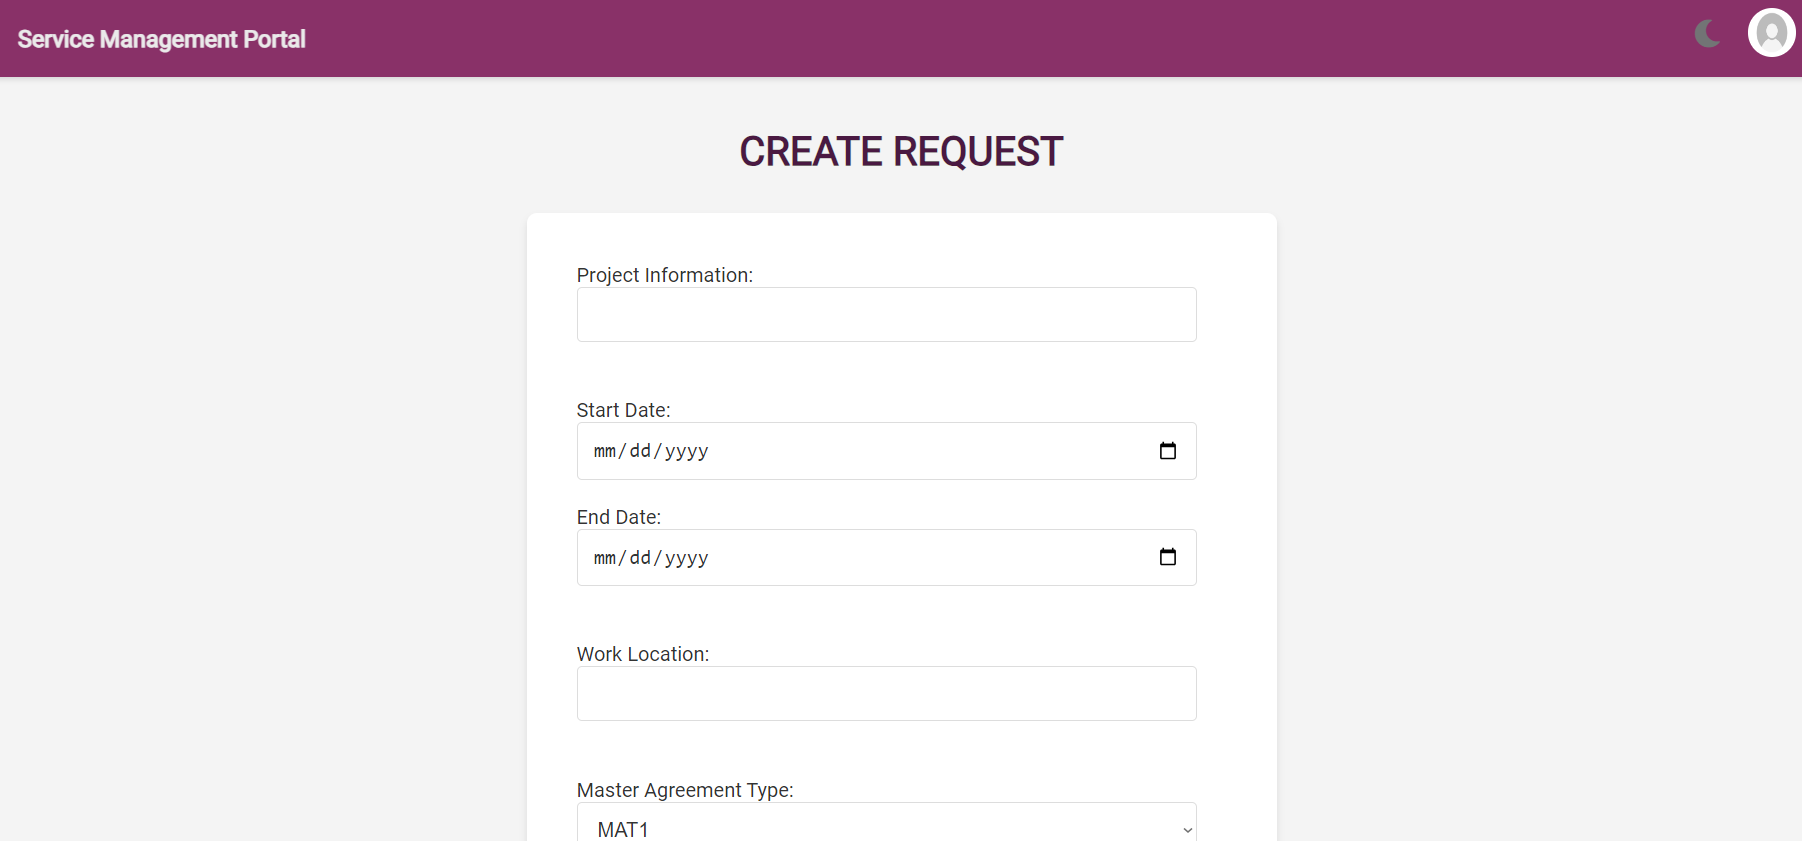 Service Management Portal
CREATE REQUEST
Project Information:
Start Date:
mm/dd/yyyy
End Date:
mm/dd/yyyy
Work Location:
Master Agreement Type:
MAT1